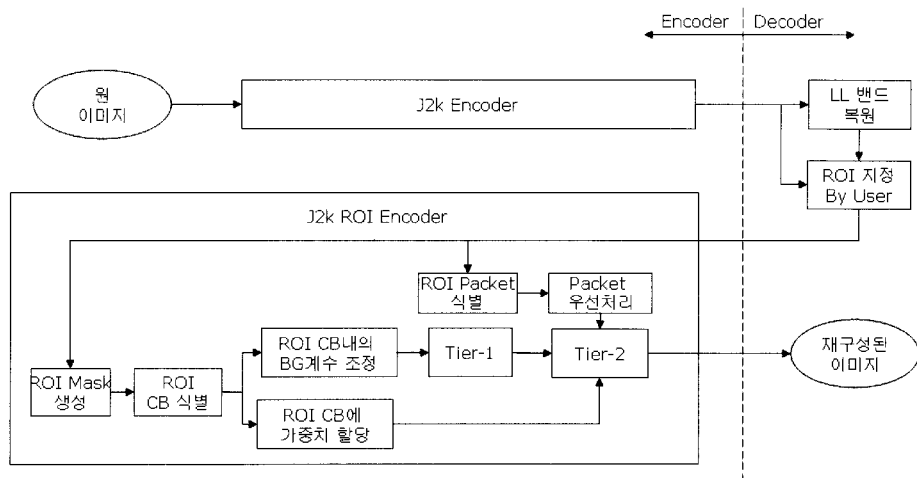 Encoder
Decoder
원
이미지
J2k Encoder
LL 밴드
복원
ROI 지정
By User
J2k ROI Encoder
ROI Packet
식별
Packet
우선처리
ROI CB내의
BG계수 조정
Tier-1
Tier-2
재구성된
이미지
ROI Mask
생성
ROI
CB 식별
ROI CB에
가중치 할당